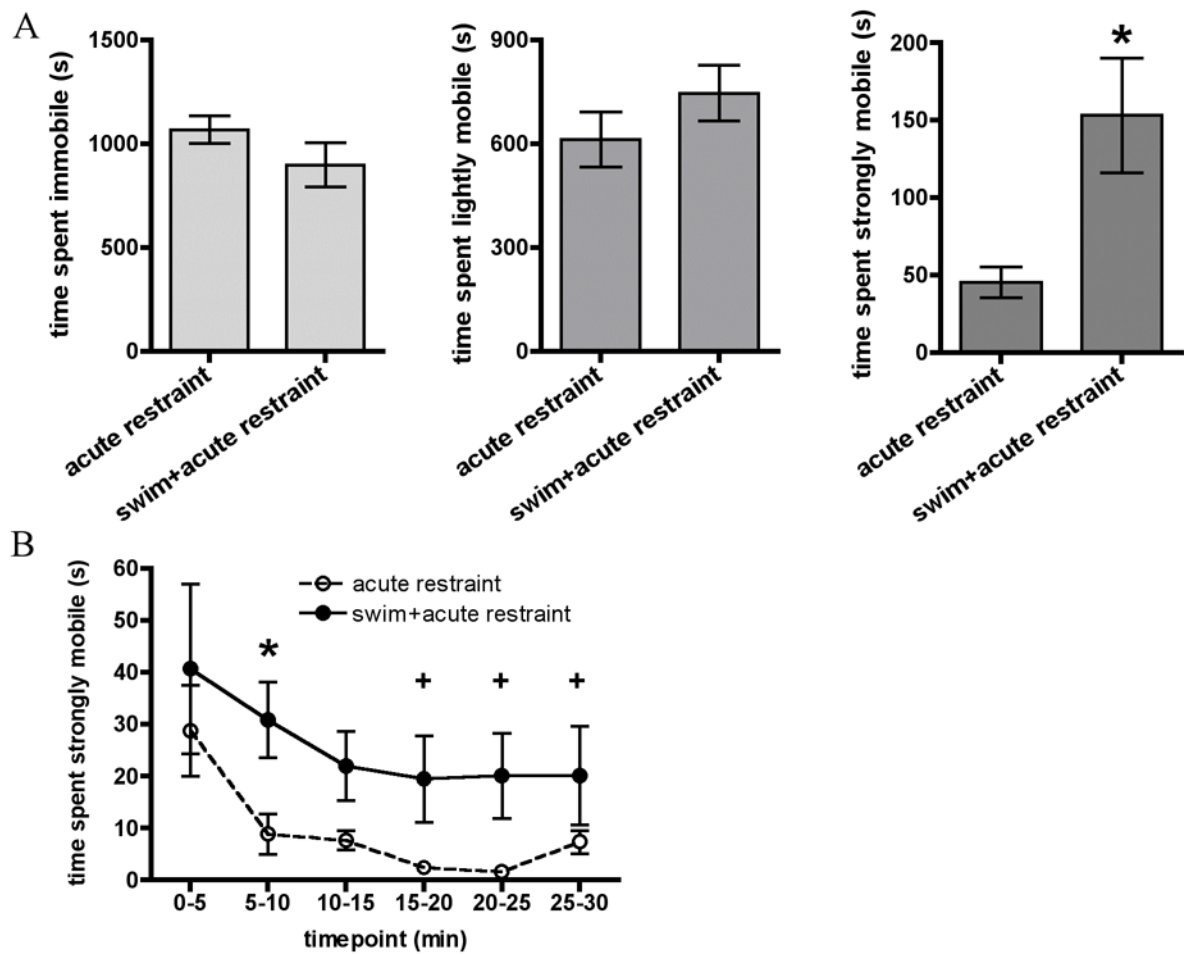 A
time spent immobile (s)
1500
1000
500
0
acute restraint
swim+acute restraint
time spent lightly mobile (s)
900
600
300
0
acute restraint
swim+acute restraint
time spent strongly mobile (s)
200
150
100
50
0
*
acute restraint
swim+acute restraint
B
time spent strongly mobile (s)
60
50
40
30
20
10
0
acute restraint
swim+acute restraint
*
+ + +
0-5 5-10 10-15 15-20 20-25 25-30
timepoint (min)